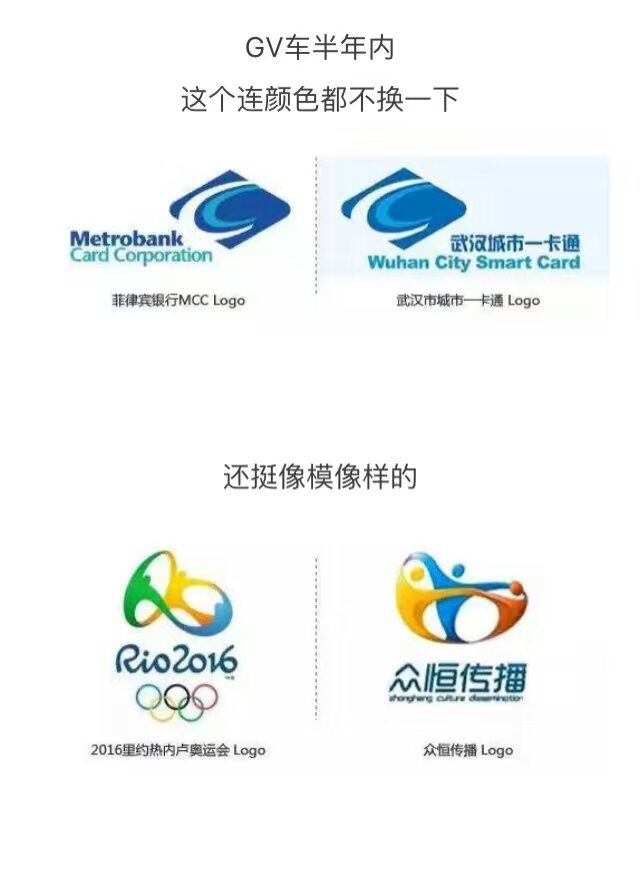 GV车半年内
这个连颜色都不换一下
Metrobank
Card Corporation
武汉城市一卡通
Wuhan City Smart Card
菲律宾银行MCC Logo
武汉市城市一卡通 Logo
还挺像模像样的
Rio2016
众恒传播
zhongheng culture dissemination
2016里约热内卢奥运会 Logo
众恒传播 Logo